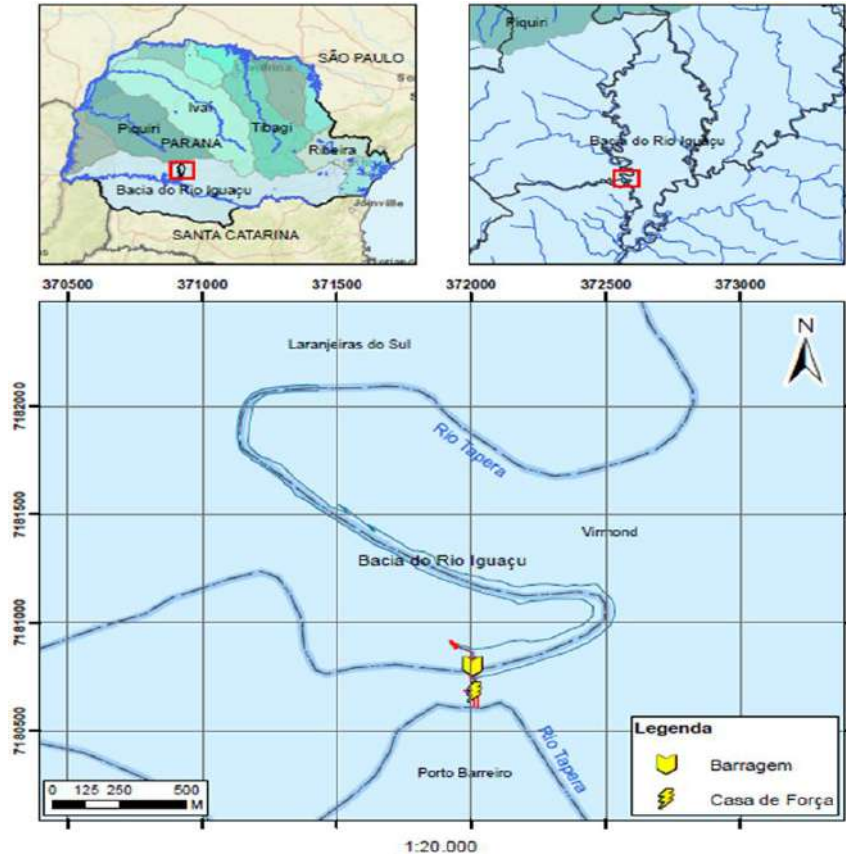 SÃO PAULO
Ivaí
Piquiri
Tibagi
PARANA
Ribeira
Bacia do Rio Iguaçu
Joinville
SANTA CATARINA
Piquiri
Bacia do Rio Iguaçu
370500 371000 371500 372000 372500 373000
7182000
7181500
7181000
7180500
Laranjeiras do Sul
N
Rio Tapera
Virmond
Bacia do Rio Iguaçu
Porto Barreiro
Rio Tapera
Legenda
Barragem
Casa de Força
0 125 250 500
M
1:20.000